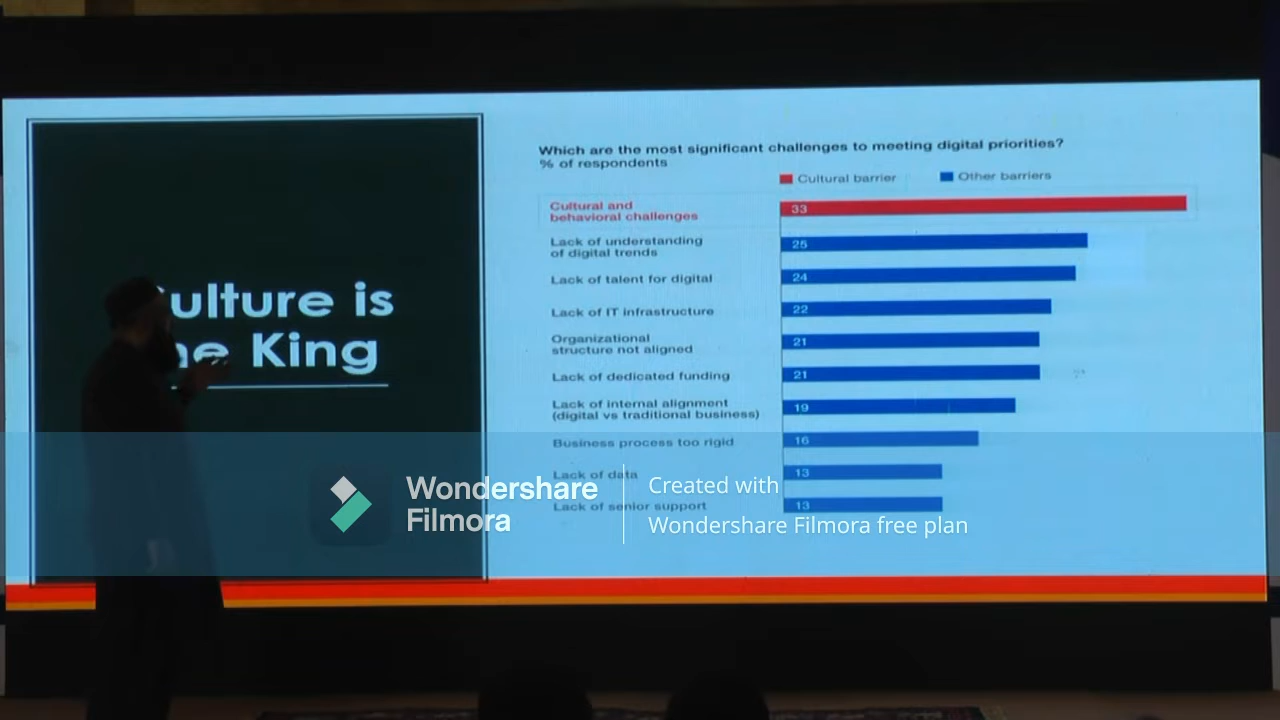 ulture is
he King
Which are the most significant challenges to meeting digital priorities?
% of respondents
Cultural barrier
Other barriers
Cultural and
behavioral challenges
33
Lack of understanding
of digital trends
25
Lack of talent for digital
24
Lack of IT infrastructure
22
Organizational
structure not aligned
21
Lack of dedicated funding
21
Lack of internal alignment
(digital vs traditional business)
19
Business process too rigid
16
Lack of data
13
Lack of senior support
13
Wondershare
Filmora
Created with
Wondershare Filmora free plan